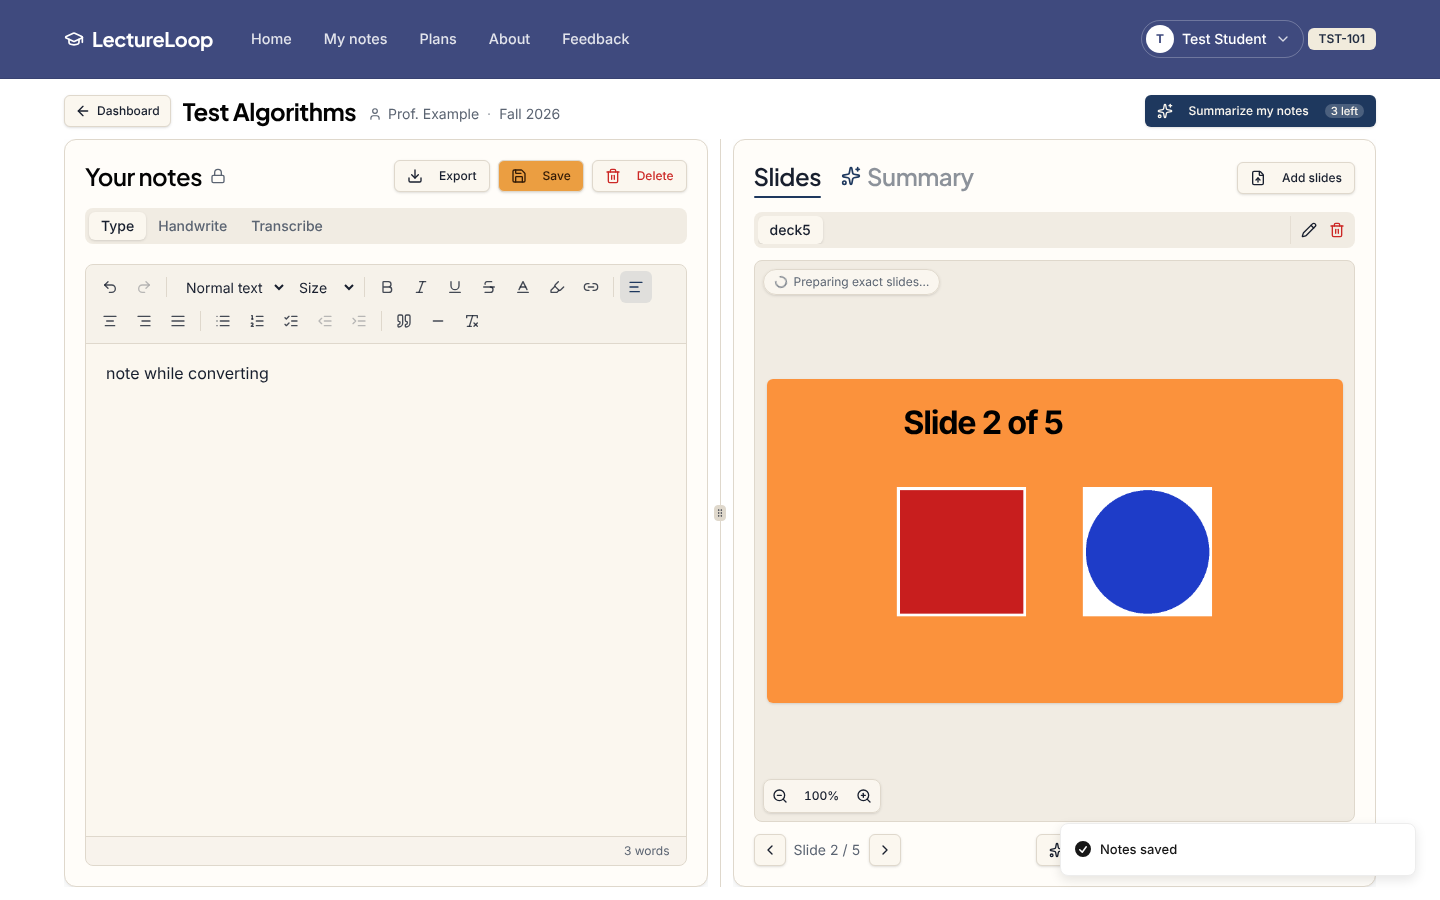 LectureLoop
Home
My notes
Plans
About
Feedback
T
Test Student
TST-101
Dashboard
Test Algorithms
Prof. Example · Fall 2026
Summarize my notes
3 left
Your notes
Export
Save
Delete
Type
Handwrite
Transcribe
Normal text
Size
note while converting
3 words
Slides
Summary
Add slides
deck5
Preparing exact slides...
Slide 2 of 5
100%
Slide 2 / 5
Notes saved